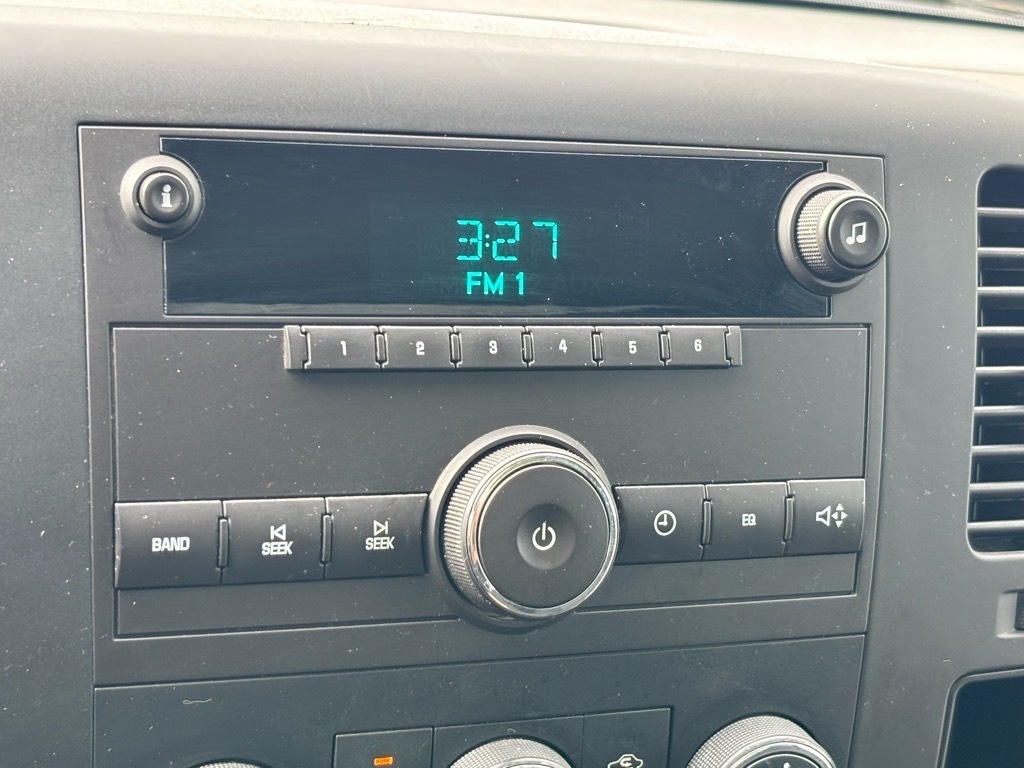 i
3:27
FM 1
1 2 3 4 5 6
BAND
SEEK
SEEK
EQ